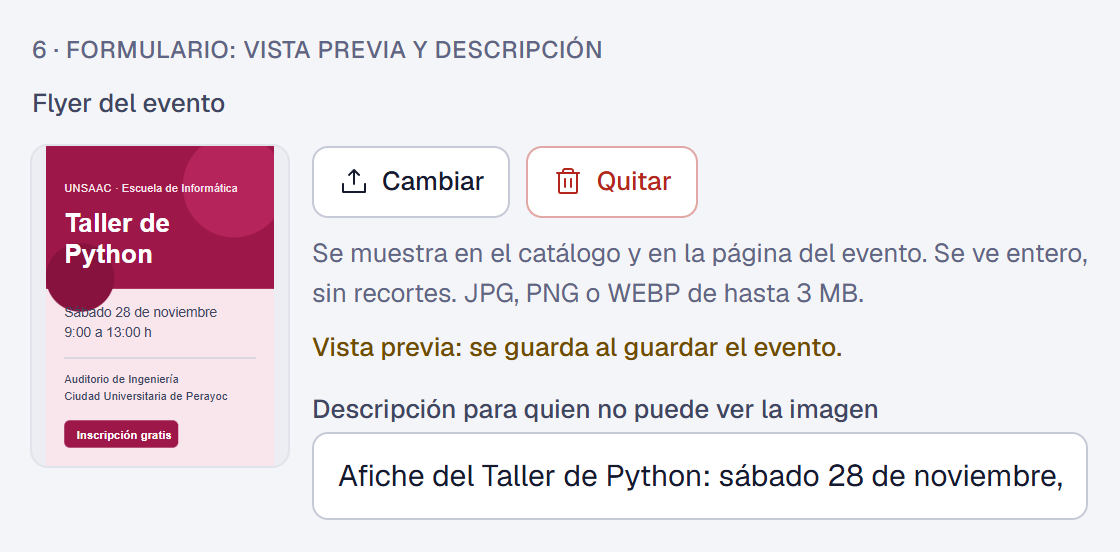 6 · FORMULARIO: VISTA PREVIA Y DESCRIPCIÓN
Flyer del evento
UNSAAC · Escuela de Informática
Taller de
Python
Sábado 28 de noviembre
9:00 a 13:00 h
Auditorio de Ingeniería
Ciudad Universitaria de Perayoc
Inscripción gratis
Cambiar
Quitar
Se muestra en el catálogo y en la página del evento. Se ve entero,
sin recortes. JPG, PNG o WEBP de hasta 3 MB.
Vista previa: se guarda al guardar el evento.
Descripción para quien no puede ver la imagen
Afiche del Taller de Python: sábado 28 de noviembre,